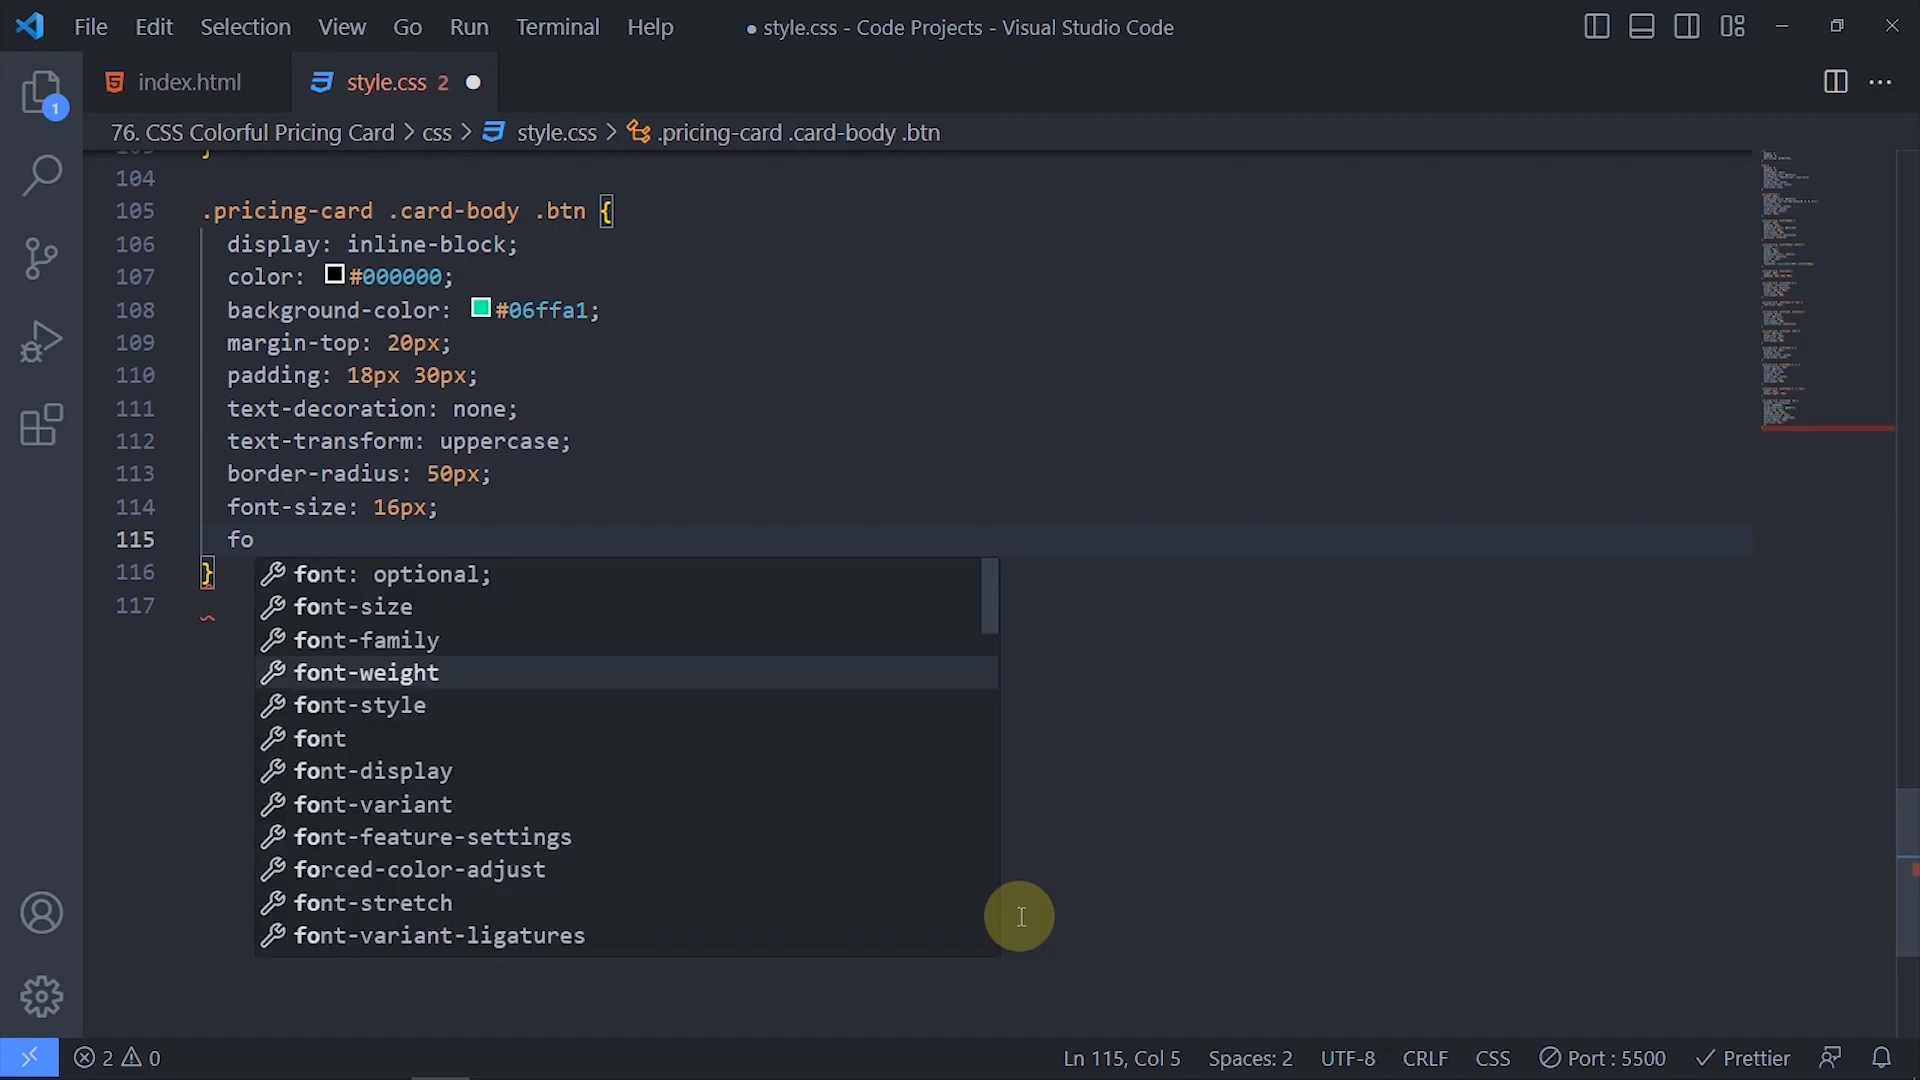 File Edit Selection View Go Run Terminal Help ● style.css - Code Projects - Visual Studio Code
index.html style.css 2
1
76. CSS Colorful Pricing Card > css > style.css > .pricing-card .card-body .btn
103 }
104
105 .pricing-card .card-body .btn {
106 display: inline-block;
107 color: #000000;
108 background-color: #06ffa1;
109 margin-top: 20px;
110 padding: 18px 30px;
111 text-decoration: none;
112 text-transform: uppercase;
113 border-radius: 50px;
114 font-size: 16px;
115 fo
116 }
117
font: optional;
font-size
font-family
font-weight
font-style
font
font-display
font-variant
font-feature-settings
forced-color-adjust
font-stretch
font-variant-ligatures
2 0 Ln 115, Col 5 Spaces: 2 UTF-8 CRLF CSS Port : 5500 Prettier